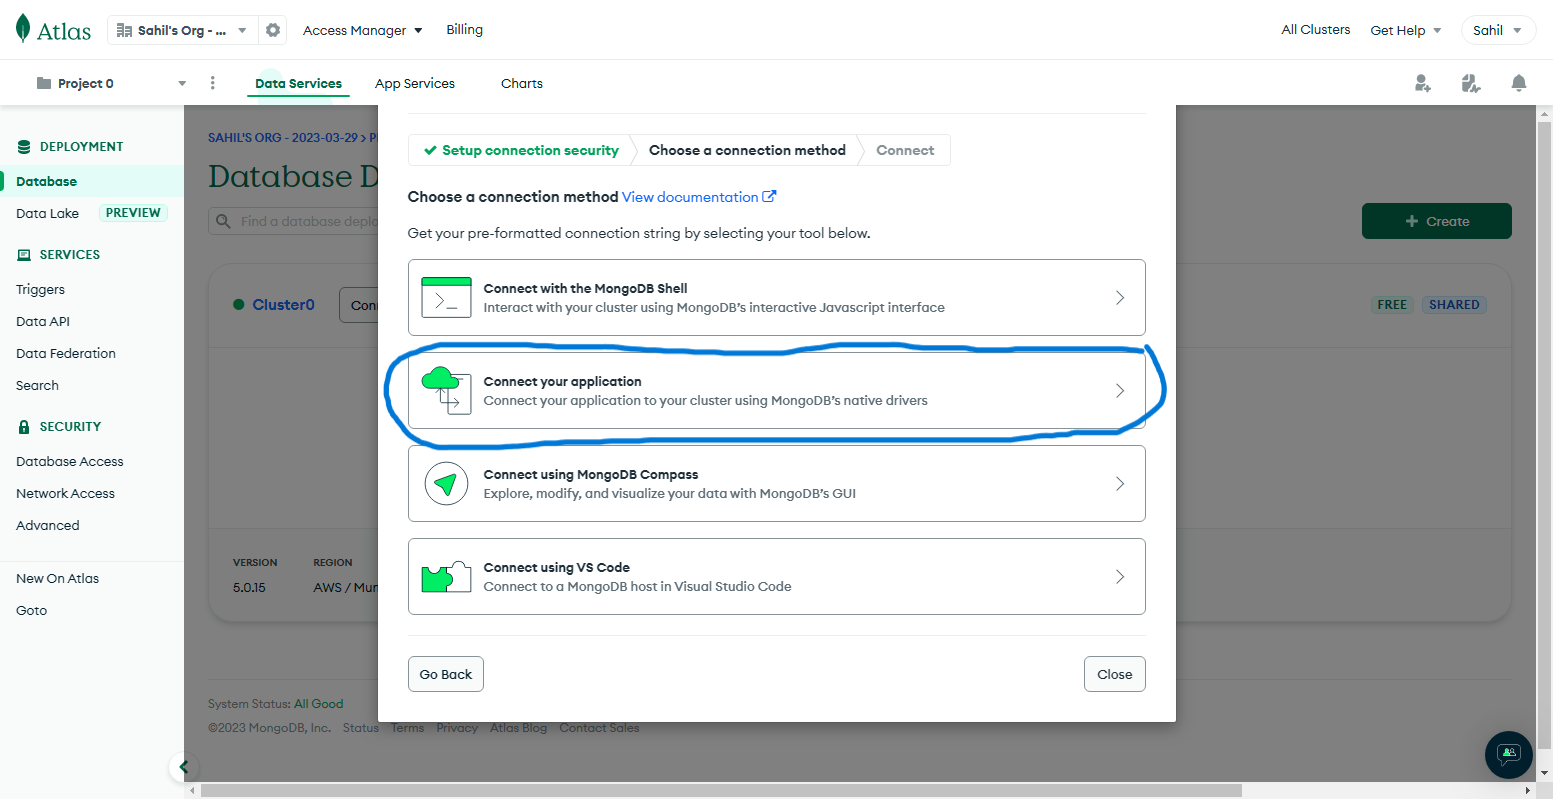 Atlas
Sahil's Org - ...
Access Manager
Billing
All Clusters
Get Help
Sahil
Project 0
Data Services
App Services
Charts
DEPLOYMENT
Database
Data Lake PREVIEW
SERVICES
Triggers
Data API
Data Federation
Search
SECURITY
Database Access
Network Access
Advanced
New On Atlas
Goto
SAHIL'S ORG - 2023-03-29 > P
Database D
Find a database deplo
+ Create
Cluster0
Con
FREE SHARED
VERSION
5.0.15
REGION
AWS / Mum
Setup connection security
Choose a connection method
Connect
Choose a connection method View documentation
Get your pre-formatted connection string by selecting your tool below.
Connect with the MongoDB Shell
Interact with your cluster using MongoDB’s interactive Javascript interface
Connect your application
Connect your application to your cluster using MongoDB’s native drivers
Connect using MongoDB Compass
Explore, modify, and visualize your data with MongoDB’s GUI
Connect using VS Code
Connect to a MongoDB host in Visual Studio Code
Go Back
Close
System Status: All Good
©2023 MongoDB, Inc. Status Terms Privacy Atlas Blog Contact Sales